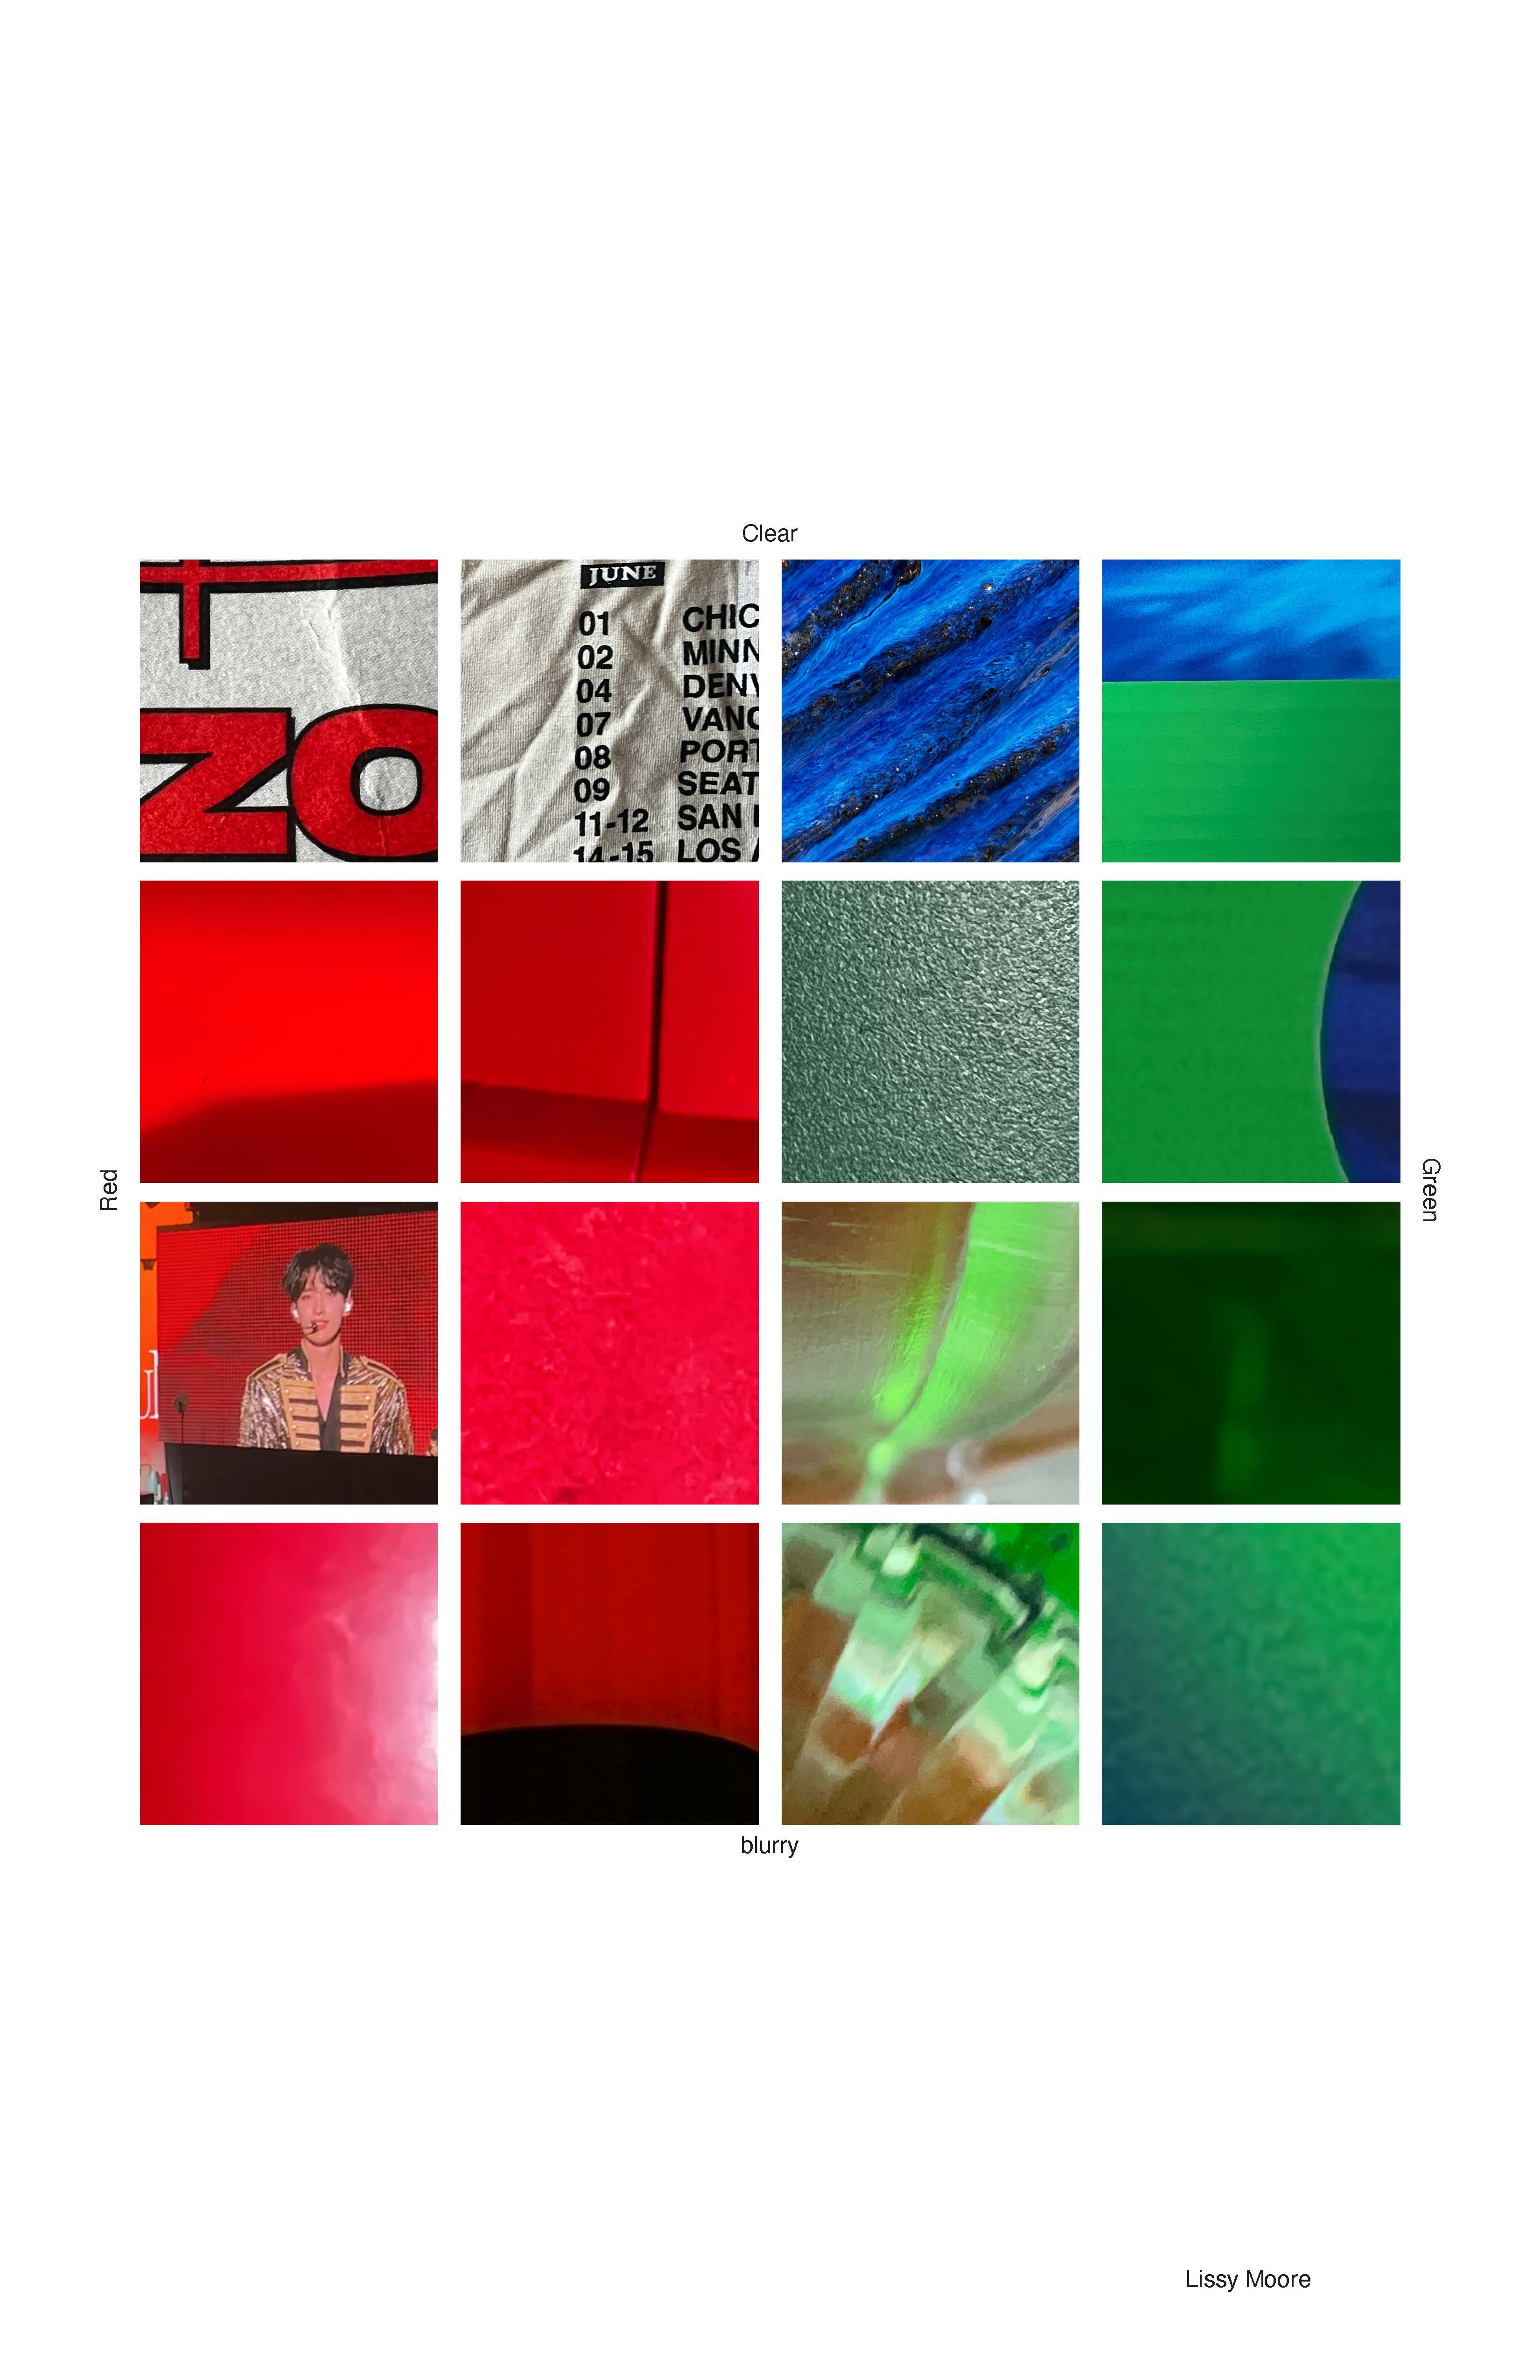 Clear
zo
JUNE
01 CHIC
02 MINN
04 DENV
07 VANC
08 PORT
09 SEAT
11-12 SAN
14-15 LOS A
Red
Green
ul
blurry
Lissy Moore